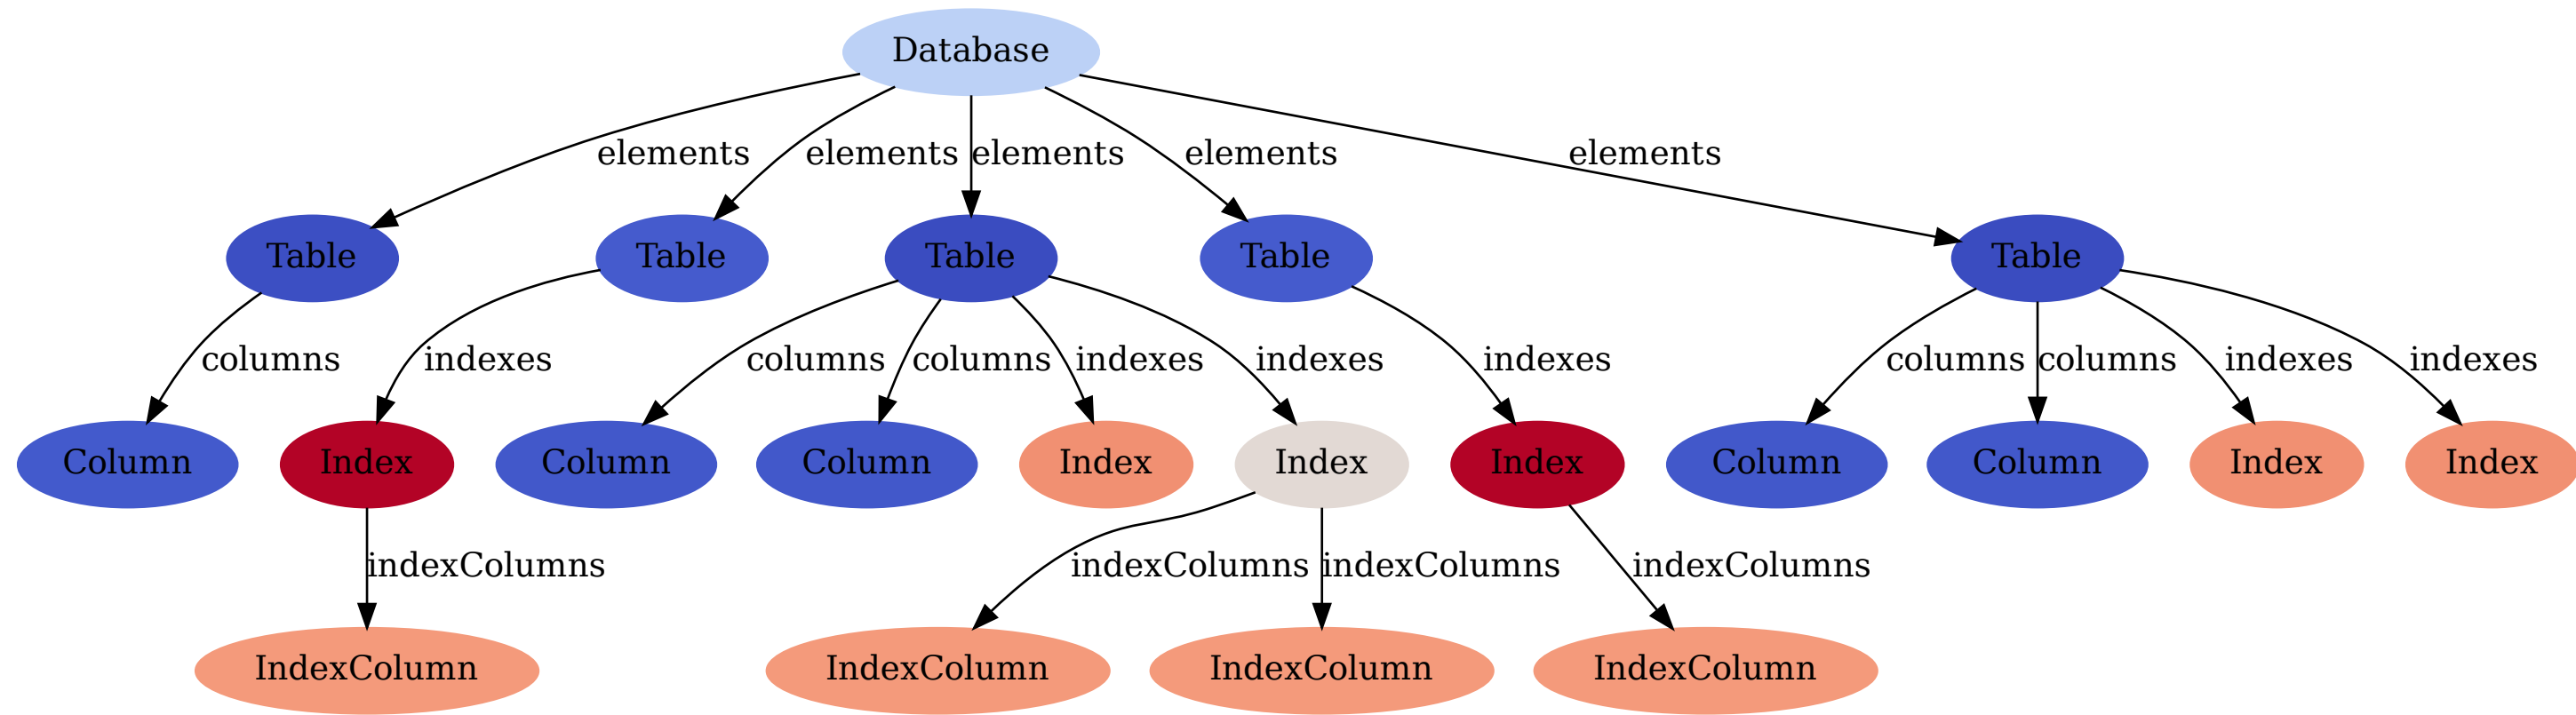 Database
elements
elements
elements
elements
elements
Table
Table
Table
Table
Table
columns
indexes
columns
columns
indexes
indexes
indexes
columns
columns
indexes
indexes
Column
Index
Column
Column
Index
Index
Index
Column
Column
Index
Index
indexColumns
indexColumns
indexColumns
indexColumns
IndexColumn
IndexColumn
IndexColumn
IndexColumn